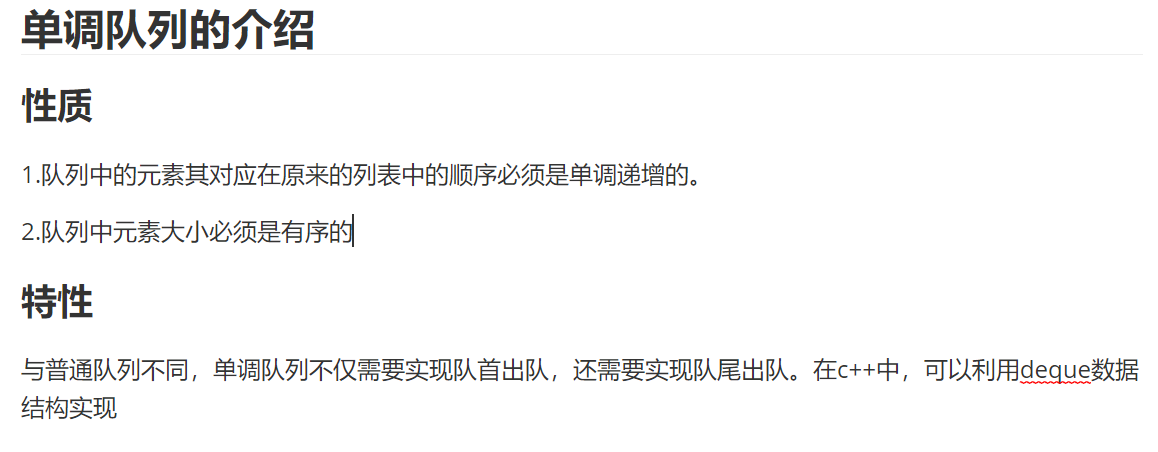 单调队列的介绍
性质
1.队列中的元素其对应在原来的列表中的顺序必须是单调递增的。
2.队列中元素大小必须是有序的
特性
与普通队列不同，单调队列不仅需要实现队首出队，还需要实现队尾出队。在c++中，可以利用deque数据
结构实现